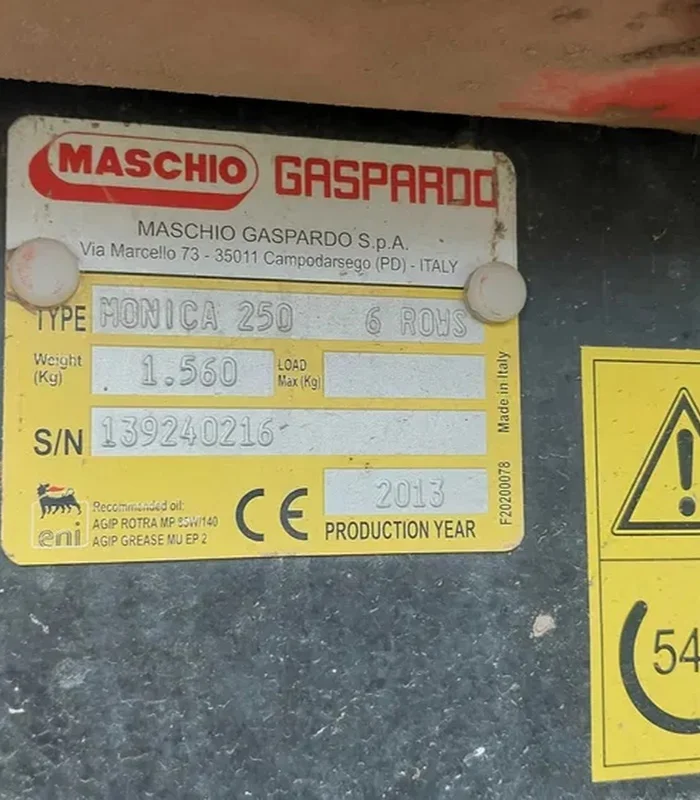 MASCHIO GASPARDO
MASCHIO GASPARDO S.p.A.
Via Marcello 73 - 35011 Campodarsego (PD) - ITALY
TYPE MONICA 250 6 ROWS
Weight (Kg) 1.560 LOAD Max (Kg)
S/N 139240216
Recommended oil:
AGIP ROTRA MP 85W/140
AGIP GREASE MU EP 2
eni
CE
2013
PRODUCTION YEAR
F20200078 Made in Italy
!